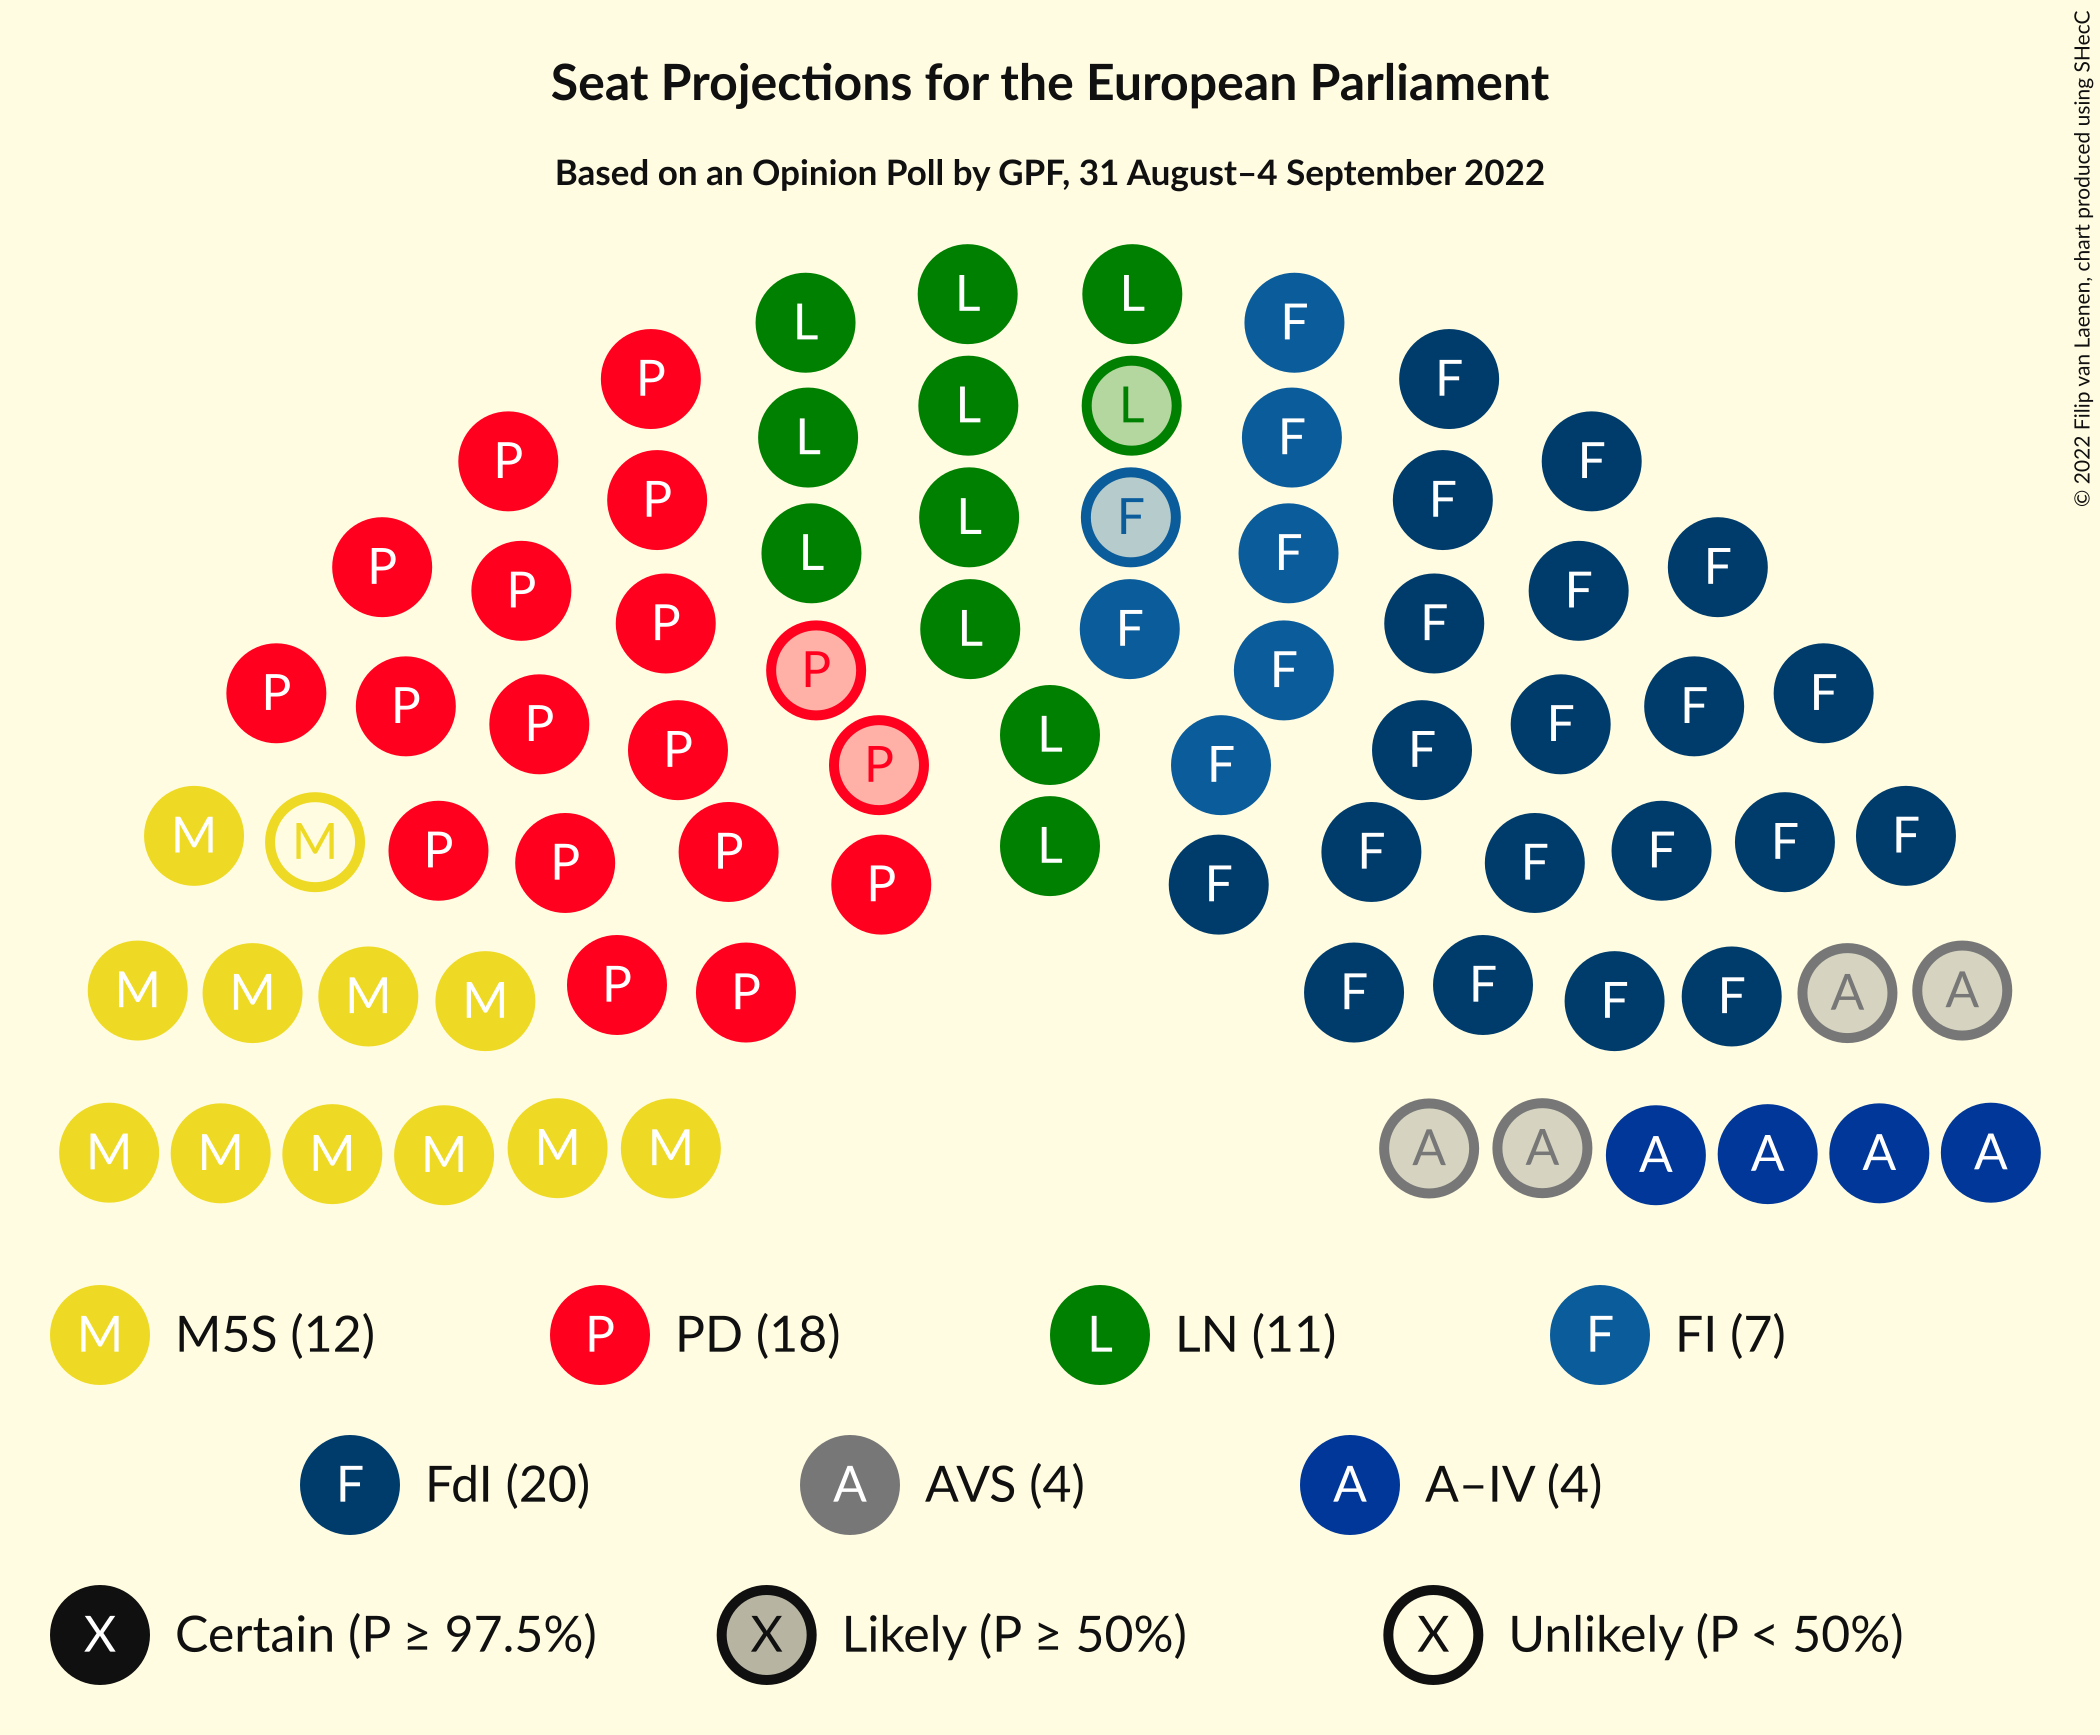 Seat Projections for the European Parliament
Based on an Opinion Poll by GPF, 31 August–4 September 2022
© 2022 Filip van Laenen, chart produced using SHecC
L L
L F
P L L F
L L F
P P F F
P L F F
L F
P P L F F F
P P F F
P F
P P P F F F
P P F F
P L F
M M P P P L F F F F F F
P F
M M M M P P F F F F A A
M M M M M M A A A A A A
M M5S (12) P PD (18) L LN (11) F FI (7)
F FdI (20) A AVS (4) A A–IV (4)
X Certain (P ≥ 97.5%) X Likely (P ≥ 50%) X Unlikely (P < 50%)